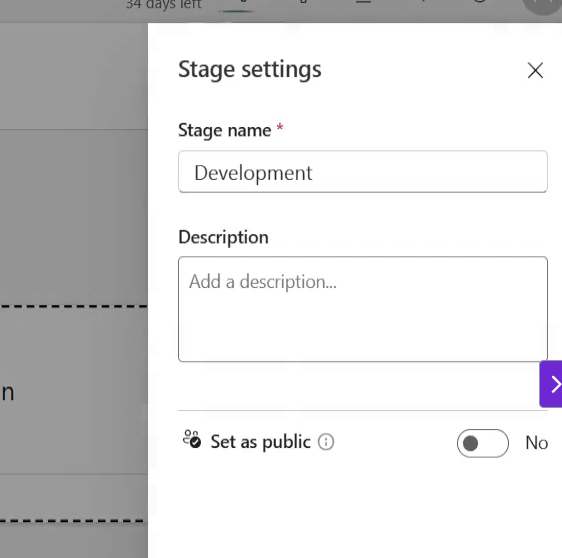 34 days left
Stage settings
Stage name *
Development
Description
Add a description...
n
Set as public
No